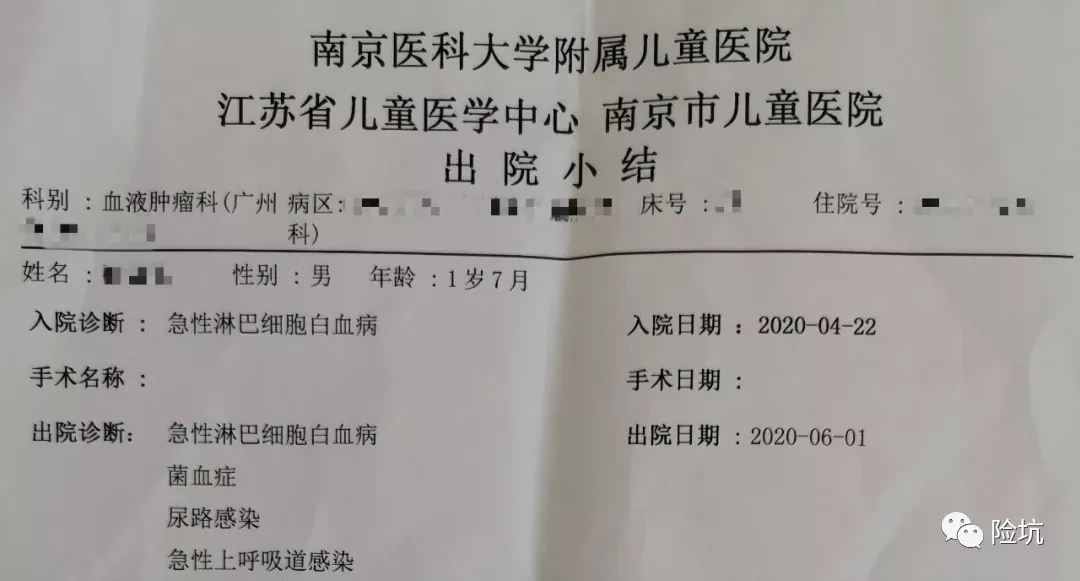 南京医科大学附属儿童医院
江苏省儿童医学中心 南京市儿童医院
出院小结
科别：血液肿瘤科(广州 病区： 床号： 住院号：
科)
姓名： 性别：男 年龄：1岁7月
入院诊断： 急性淋巴细胞白血病 入院日期：2020-04-22
手术名称： 手术日期：
出院诊断： 急性淋巴细胞白血病 出院日期：2020-06-01
菌血症
尿路感染
急性上呼吸道感染
险坑